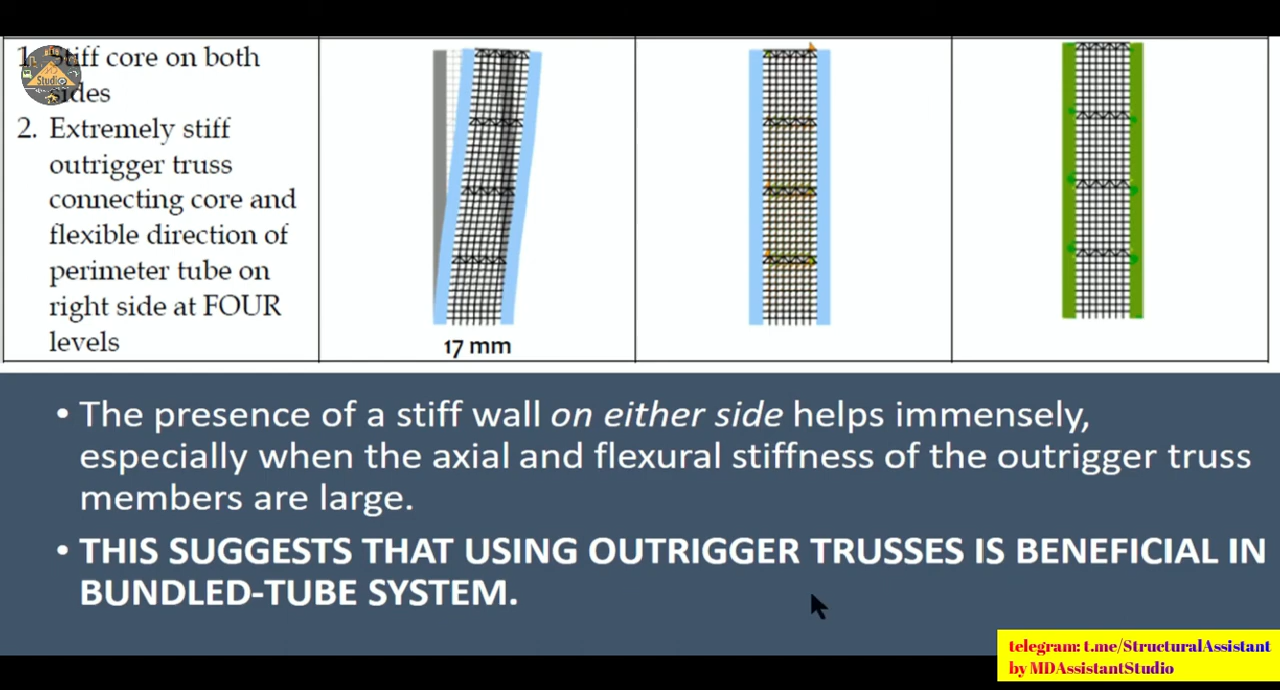 1. Stiff core on both
sides
2. Extremely stiff
outrigger truss
connecting core and
flexible direction of
perimeter tube on
right side at FOUR
levels
17 mm
• The presence of a stiff wall on either side helps immensely,
especially when the axial and flexural stiffness of the outrigger truss
members are large.
• THIS SUGGESTS THAT USING OUTRIGGER TRUSSES IS BENEFICIAL IN
BUNDLED-TUBE SYSTEM.
Studio
telegram: t.me/StructuralAssistant
by MDAssistantStudio